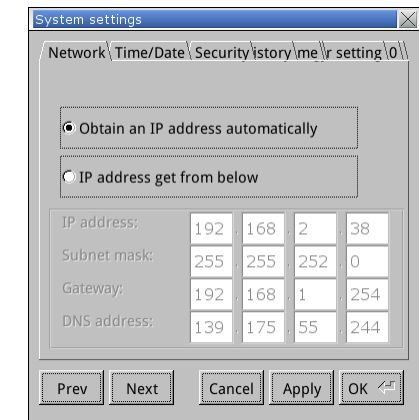 System settings
Network Time/Date Security istory me r setting 0
Obtain an IP address automatically
IP address get from below
IP address: 192 . 168 . 2 . 38
Subnet mask: 255 . 255 . 252 . 0
Gateway: 192 . 168 . 1 . 254
DNS address: 139 . 175 . 55 . 244
Prev Next Cancel Apply OK